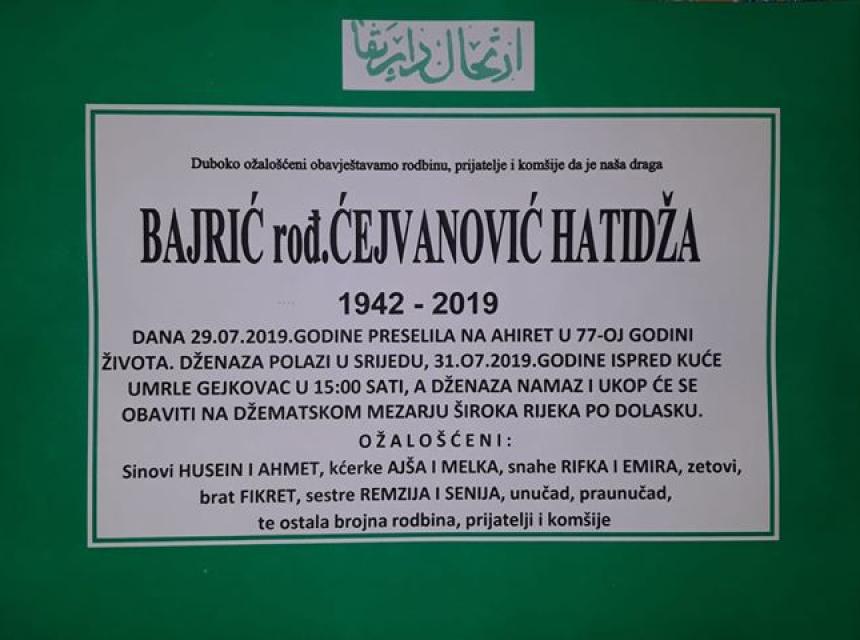 ارتحال دار بقا
Duboko ožalošćeni obavještavamo rodbinu, prijatelje i komšije da je naša draga
BAJRIĆ rođ.ĆEJVANOVIĆ HATIDŽA
1942 - 2019
DANA 29.07.2019.GODINE PRESELILA NA AHIRET U 77-OJ GODINI
ŽIVOTA. DŽENAZA POLAZI U SRIJEDU, 31.O7.2019.GODINE ISPRED KUĆE
UMRLE GEJKOVAC U 15:00 SATI, A DŽENAZA NAMAZ I UKOP ĆE SE
OBAVITI NA DŽEMATSKOM MEZARJU ŠIROKA RIJEKA PO DOLASKU.
OŽALOŠĆENI:
Sinovi HUSEIN I AHMET, kćerke AJŠA I MELKA, snahe RIFKA I EMIRA, zetovi,
brat FIKRET, sestre REMZIJA I SENIJA, unučad, praunučad,
te ostala brojna rodbina, prijatelji i komšije